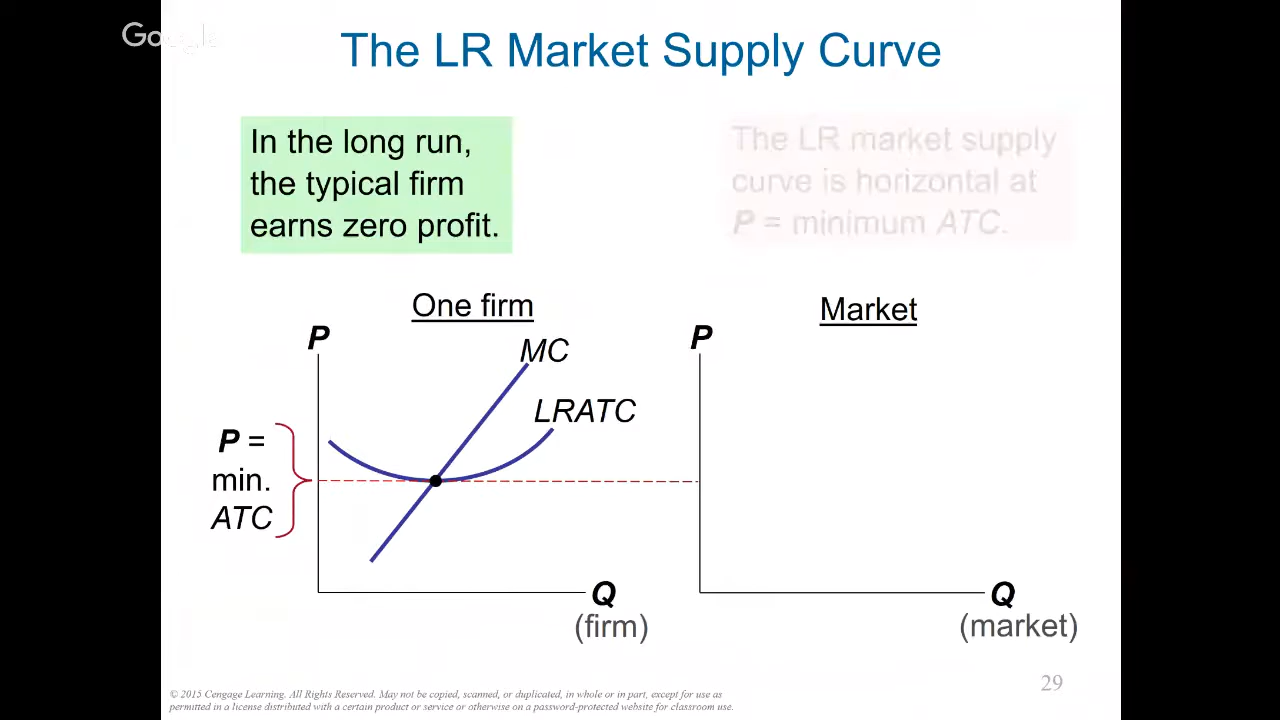 Google
The LR Market Supply Curve
In the long run,
the typical firm
earns zero profit.
The LR market supply
curve is horizontal at
P = minimum ATC.
One firm
Market
P
P
MC
LRATC
P =
min.
ATC
Q
(firm)
Q
(market)
29
© 2015 Cengage Learning. All Rights Reserved. May not be copied, scanned, or duplicated, in whole or in part, except for use as
permitted in a license distributed with a certain product or service or otherwise on a password-protected website for classroom use.